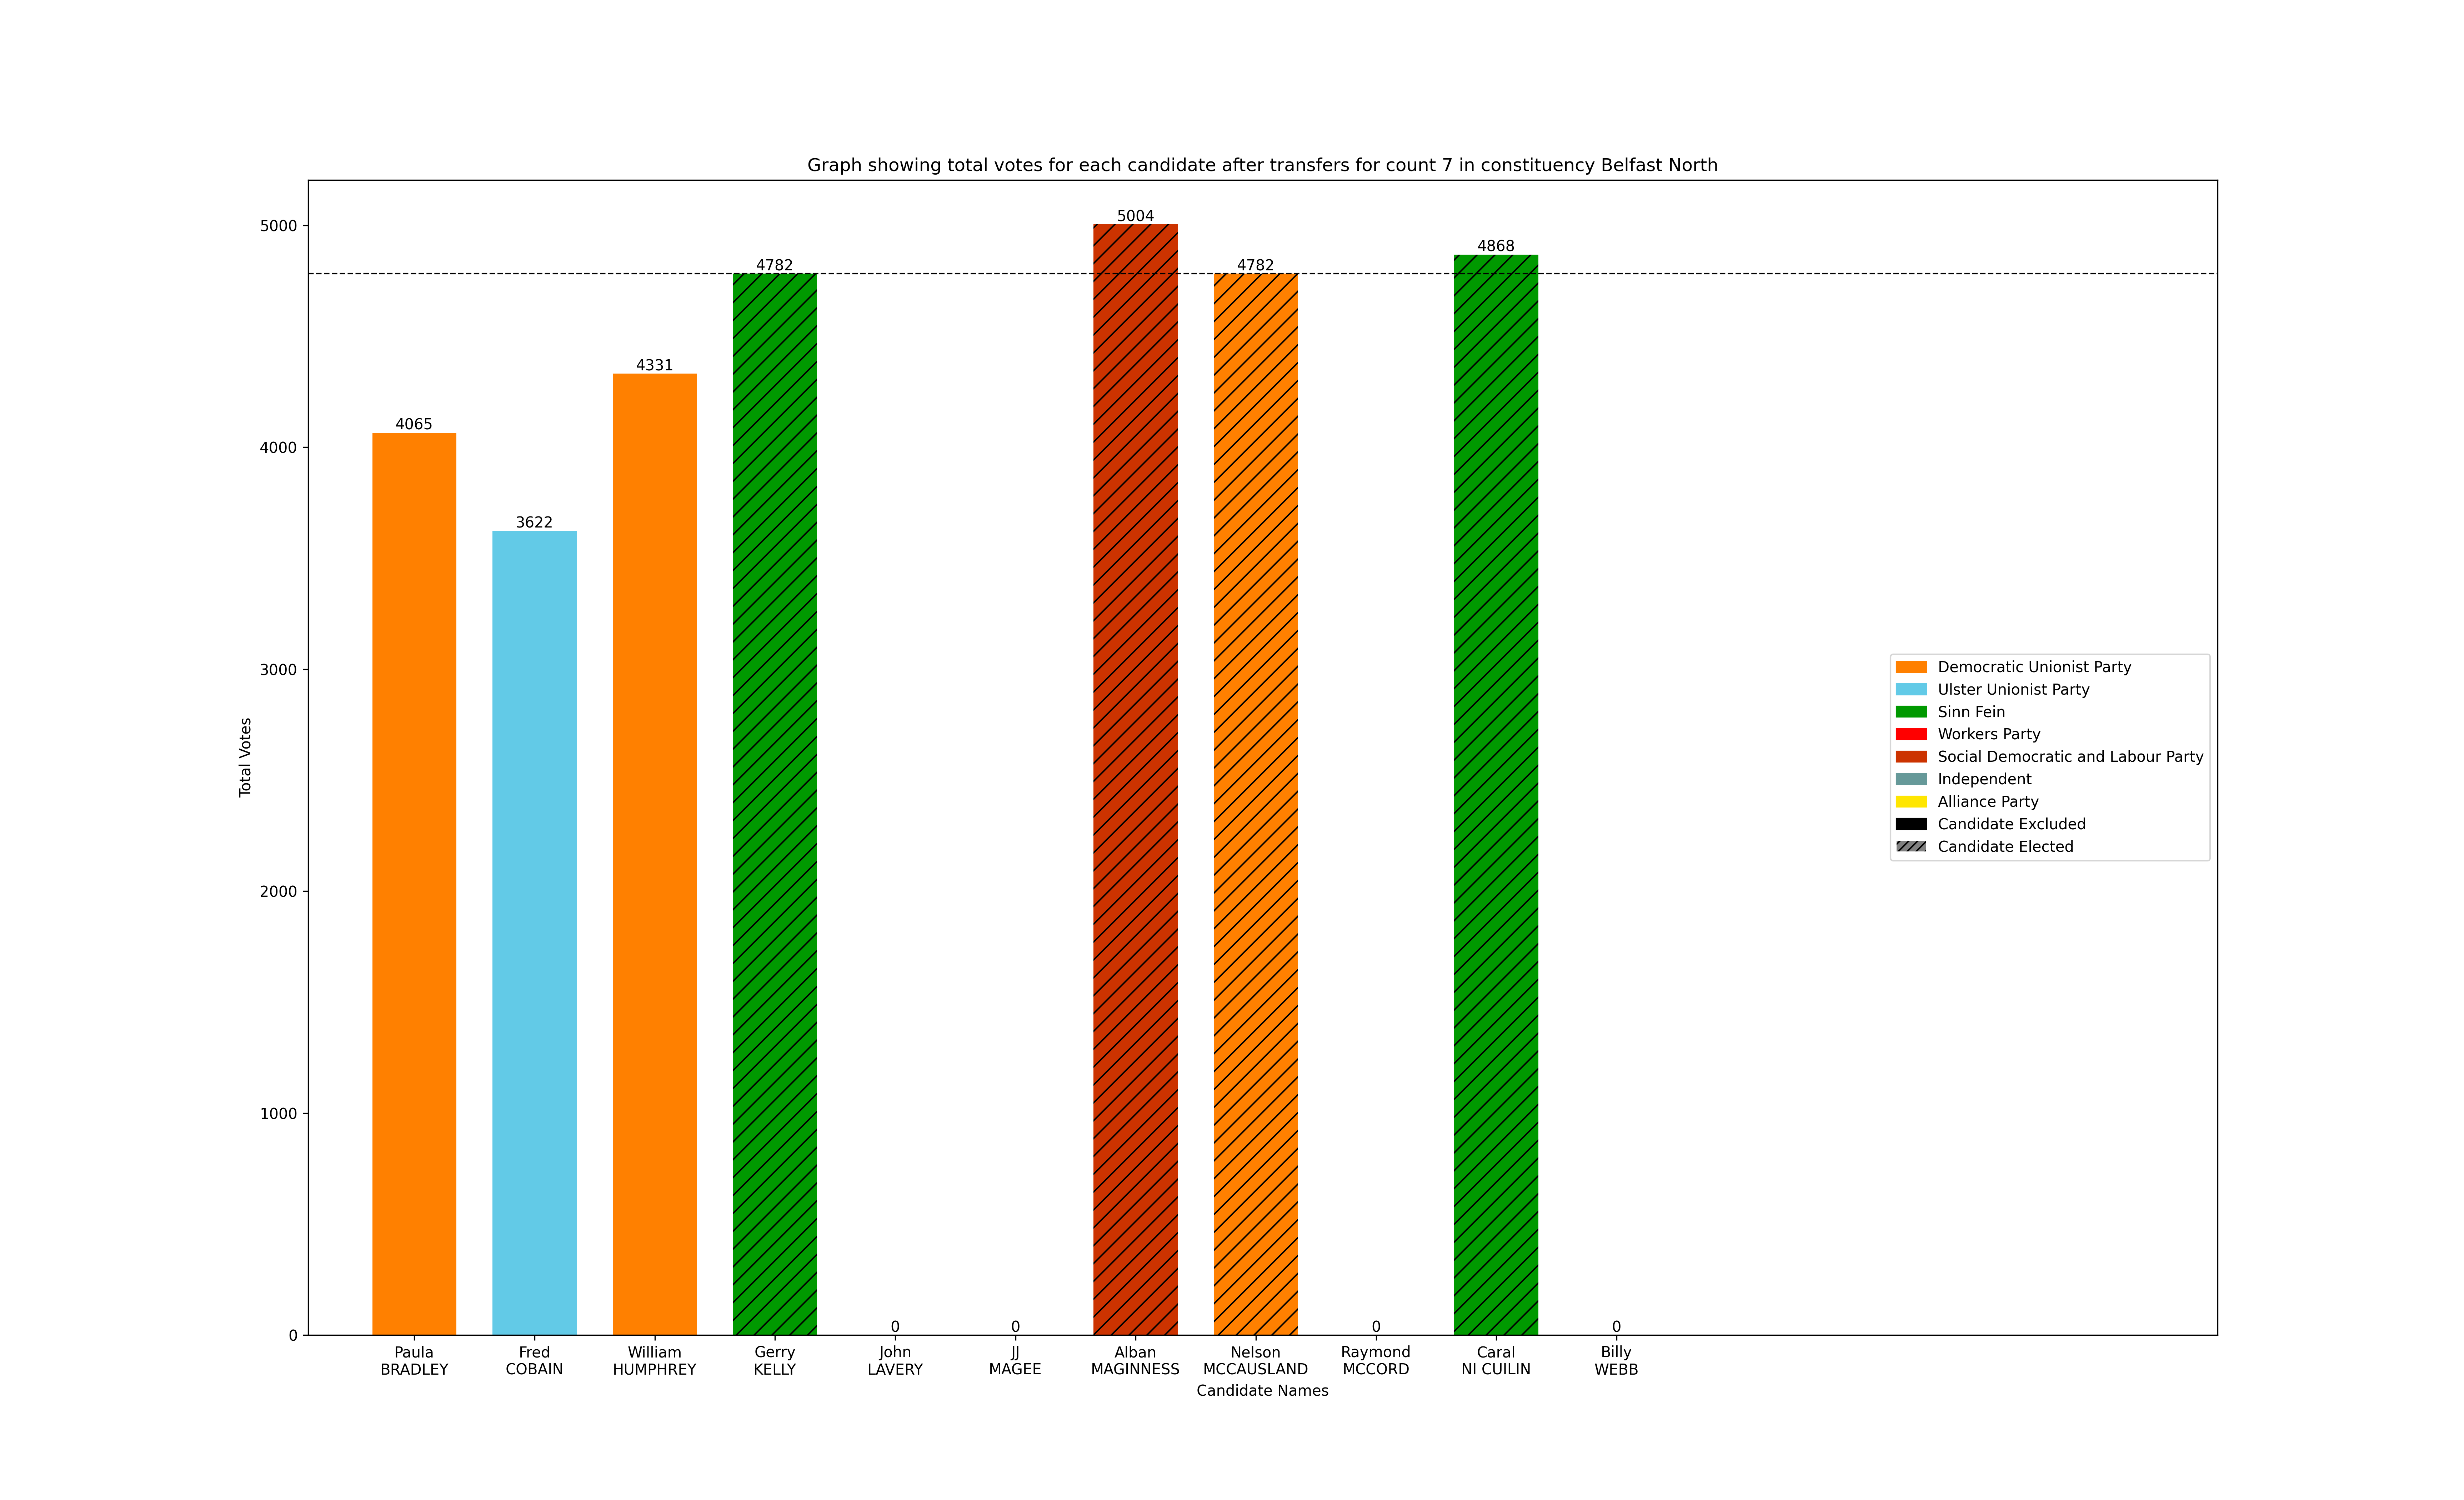 Graph showing total votes for each candidate after transfers for count 7 in constituency Belfast North
5004
4868
4782
4782
4331
4065
3622
0
0
0
0
5000
4000
3000
2000
1000
0
Total Votes
Democratic Unionist Party
Ulster Unionist Party
Sinn Fein
Workers Party
Social Democratic and Labour Party
Independent
Alliance Party
Candidate Excluded
Candidate Elected
Paula
BRADLEY
Fred
COBAIN
William
HUMPHREY
Gerry
KELLY
John
LAVERY
JJ
MAGEE
Alban
MAGINNESS
Nelson
MCCAUSLAND
Raymond
MCCORD
Caral
NI CUILIN
Billy
WEBB
Candidate Names